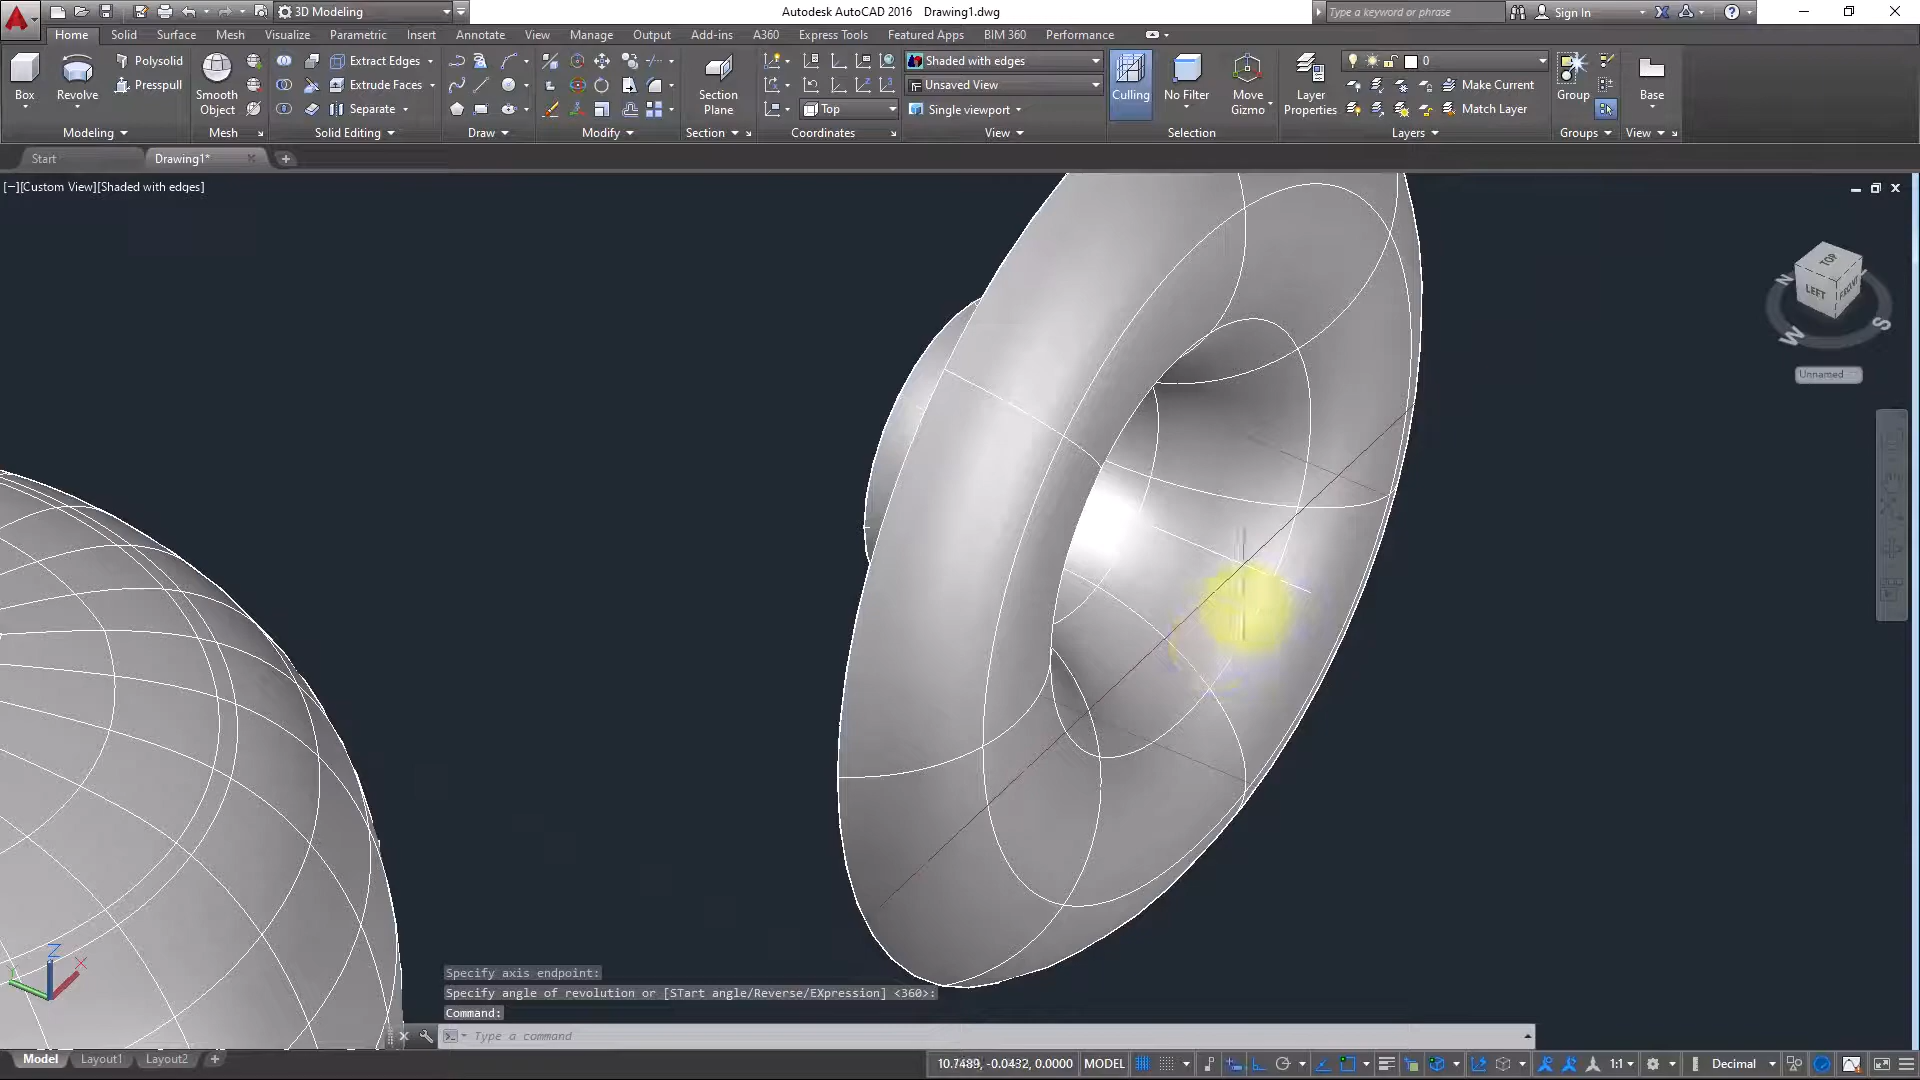 3D Modeling
Autodesk AutoCAD 2016 Drawing1.dwg
Type a keyword or phrase
Sign In
Home Solid Surface Mesh Visualize Parametric Insert Annotate View Manage Output Add-ins A360 Express Tools Featured Apps BIM 360 Performance
Box
Revolve
Polysolid
Presspull
Modeling
Smooth Object
Mesh
Extract Edges
Extrude Faces
Separate
Solid Editing
Draw
Modify
Section Plane
Section
Top
Coordinates
Shaded with edges
Unsaved View
Single viewport
View
Culling
No Filter
Move Gizmo
Selection
Layer Properties
0
Make Current
Match Layer
Layers
Group
Groups
Base
View
Start
Drawing1*
[−][Custom View][Shaded with edges]
TOP
LEFT
FRONT
N
W
S
Unnamed
Z
X
Specify axis endpoint:
Specify angle of revolution or [STart angle/Reverse/EXpression] <360>:
Command:
Type a command
Model Layout1 Layout2
10.7489, -0.0432, 0.0000 MODEL
1:1
Decimal